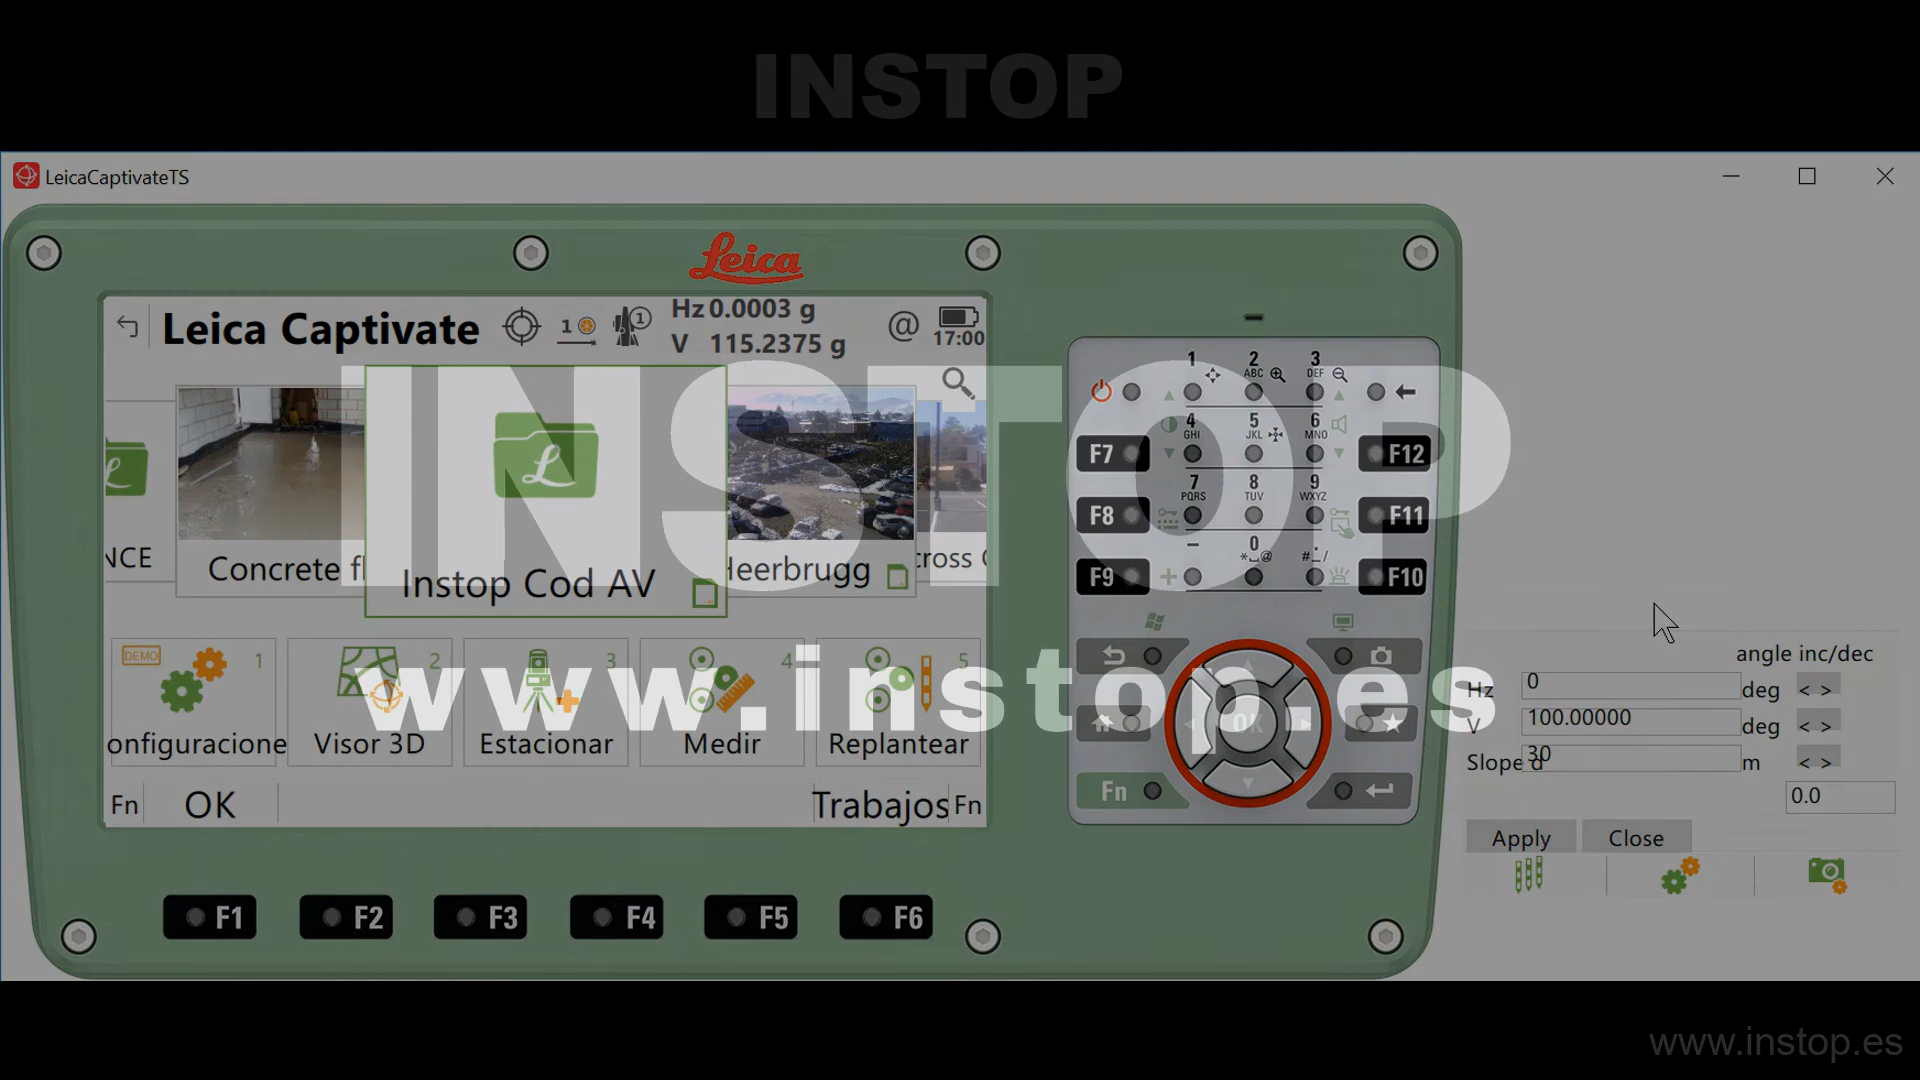 INSTOP
LeicaCaptivateTS
Leica
Leica Captivate
1
1
Hz 0.0003 g
V 115.2375 g
@
17:00
INSTOP
NCE
Concrete fl
Instop Cod AV
Heerbrugg
cross C
DEMO
1
2
3
4
5
onfiguracione
Visor 3D
Estacionar
Medir
Replantear
Fn
OK
Trabajos
Fn
www.instop.es
1
2 ABC
3 DEF
4 GHI
5 JKL
6 MNO
7 PQRS
8 TUV
9 WXYZ
0
*_@
#./
F7
F12
F8
F11
F9
F10
OK
Fn
F1
F2
F3
F4
F5
F6
angle inc/dec
Hz 0 deg < >
V 100.00000 deg < >
Slope d 30 m < >
0.0
Apply
Close
www.instop.es